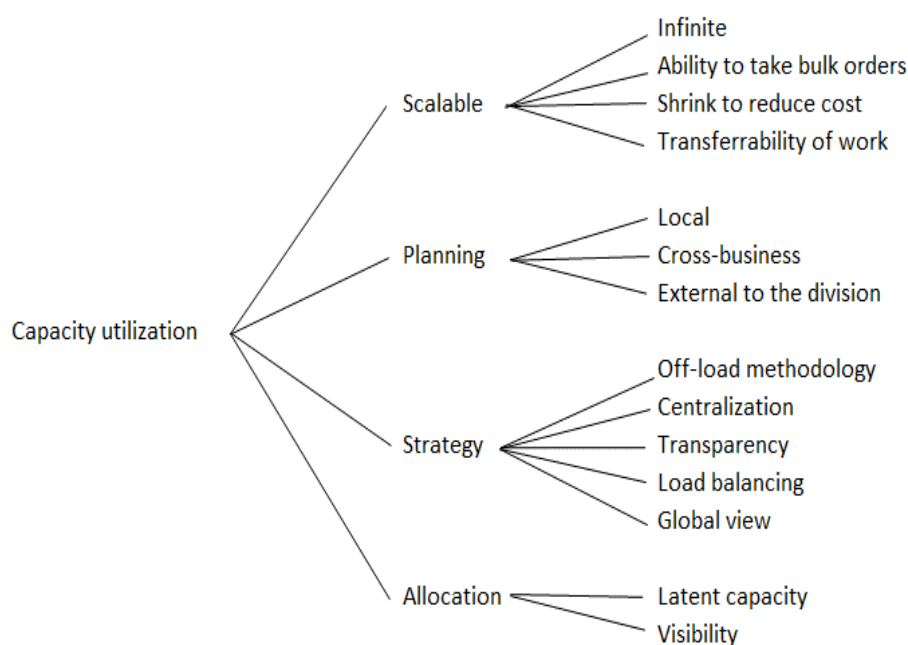 Infinite
Ability to take bulk orders
Scalable
Shrink to reduce cost
Transferrability of work
Local
Planning
Cross-business
External to the division
Capacity utilization
Off-load methodology
Centralization
Strategy
Transparency
Load balancing
Global view
Allocation
Latent capacity
Visibility